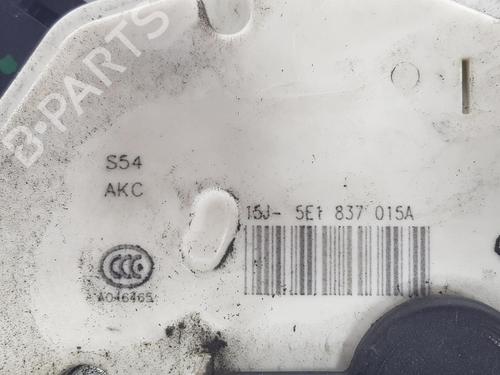 B-PARTS
S54
AKC
15J- 5E1 837 015A
CCC
A046465